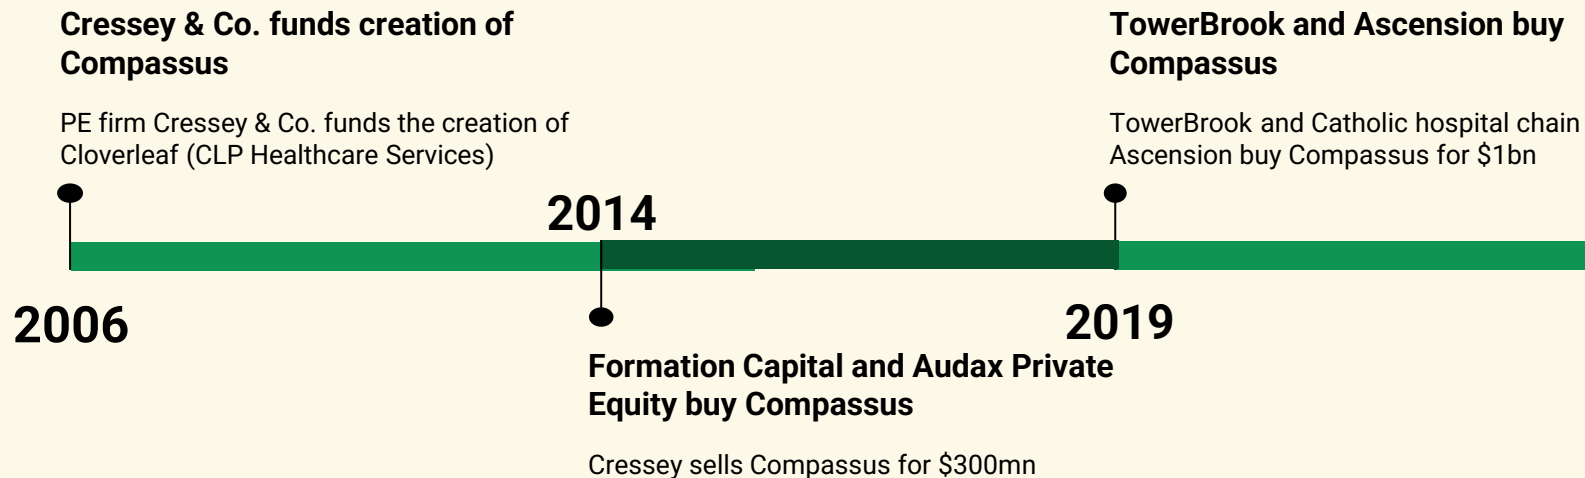 Cressey & Co. funds creation of
Compassus
PE firm Cressey & Co. funds the creation of
Cloverleaf (CLP Healthcare Services)
2006
2014
Formation Capital and Audax Private
Equity buy Compassus
Cressey sells Compassus for $300mn
TowerBrook and Ascension buy
Compassus
TowerBrook and Catholic hospital chain
Ascension buy Compassus for $1bn
2019